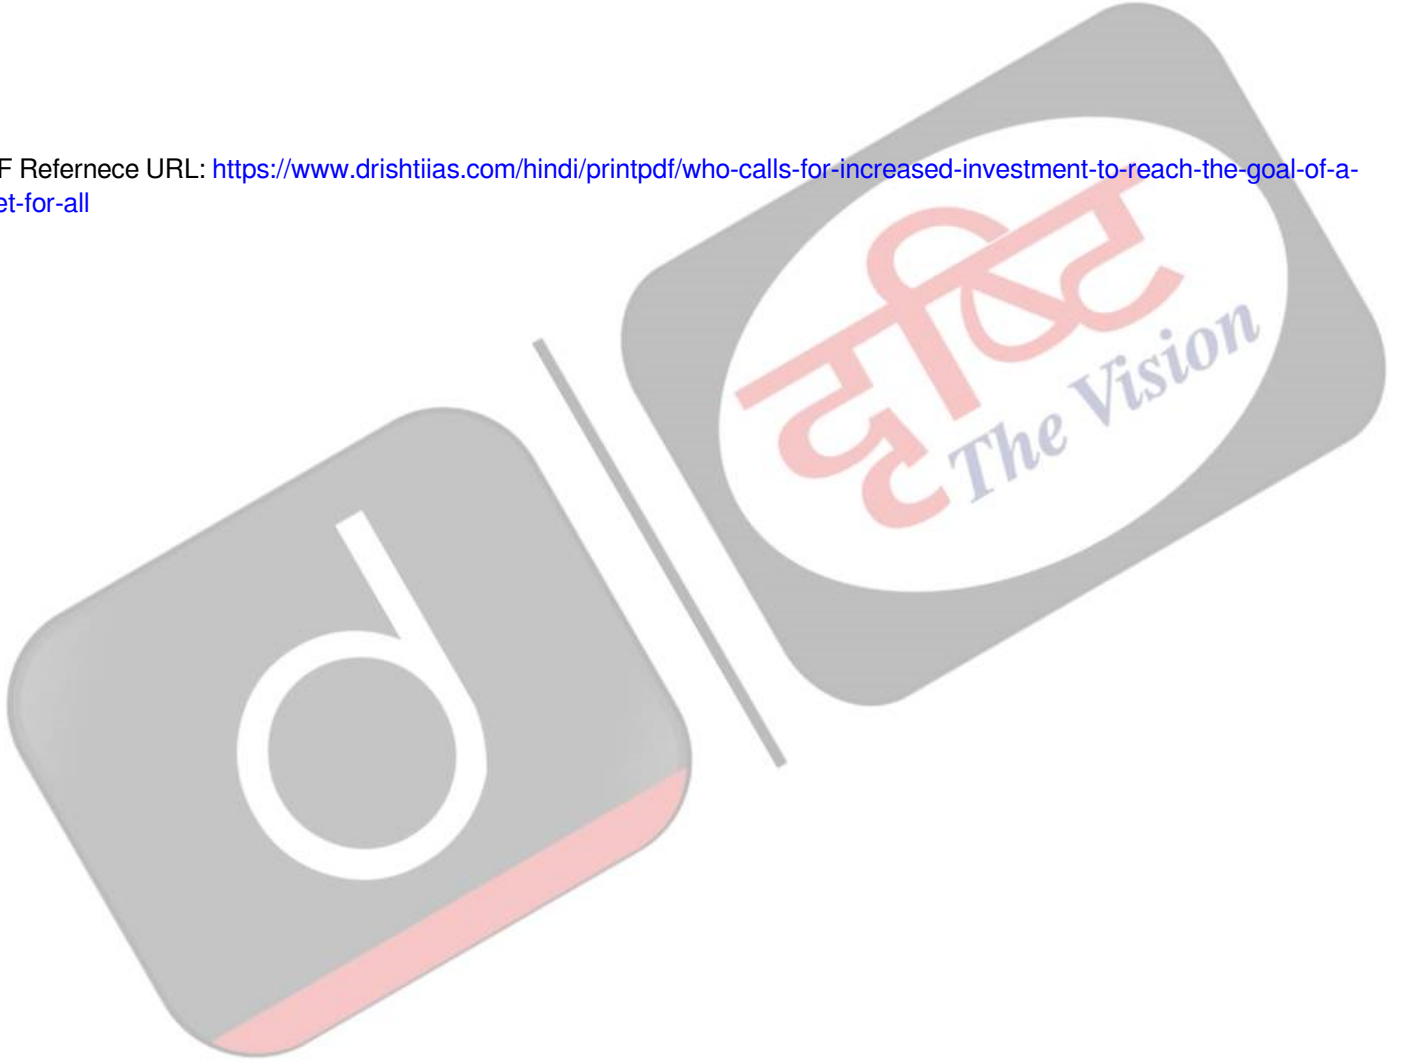 F Refernece URL: https://www.drishtiias.com/hindi/printpdf/who-calls-for-increased-investment-to-reach-the-goal-of-a-
et-for-all
दृष्टि
The Vision
d